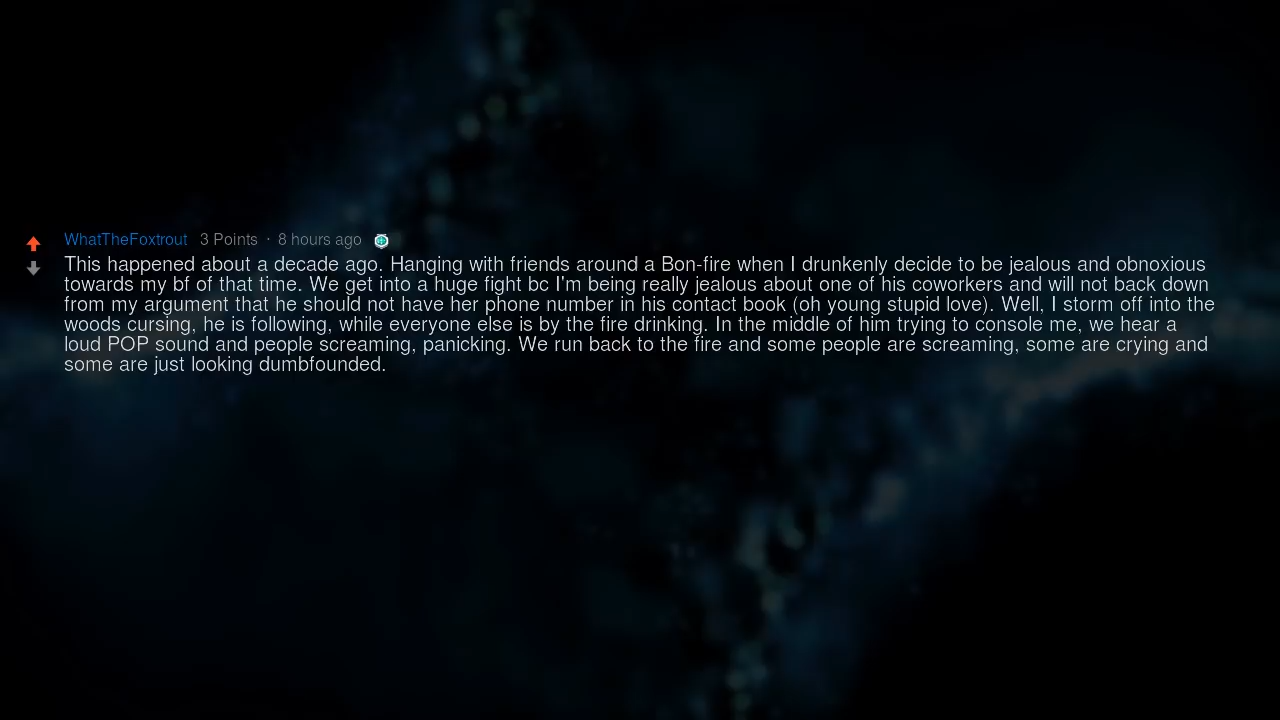 WhatTheFoxtrout 3 Points · 8 hours ago
This happened about a decade ago. Hanging with friends around a Bon-fire when I drunkenly decide to be jealous and obnoxious
towards my bf of that time. We get into a huge fight bc I'm being really jealous about one of his coworkers and will not back down
from my argument that he should not have her phone number in his contact book (oh young stupid love). Well, I storm off into the
woods cursing, he is following, while everyone else is by the fire drinking. In the middle of him trying to console me, we hear a
loud POP sound and people screaming, panicking. We run back to the fire and some people are screaming, some are crying and
some are just looking dumbfounded.